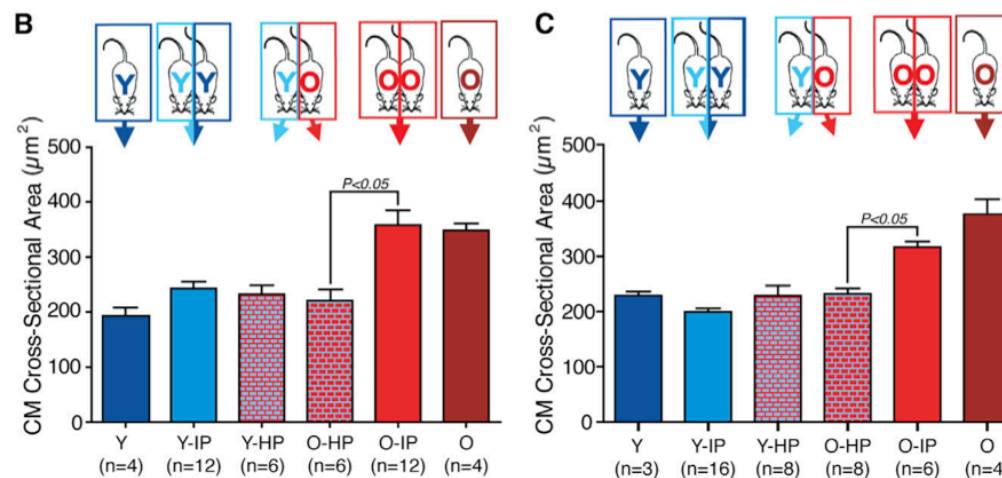 B
Y
Y Y
Y O
O O
O
CM Cross-Sectional Area (µm²)
500
400
300
200
100
0
P<0.05
Y Y-IP Y-HP O-HP O-IP O
(n=4) (n=12) (n=6) (n=6) (n=12) (n=4)
C
Y
Y Y
Y O
O O
O
CM Cross-Sectional Area (µm²)
500
400
300
200
100
0
P<0.05
Y Y-IP Y-HP O-HP O-IP O
(n=3) (n=16) (n=8) (n=8) (n=6) (n=4